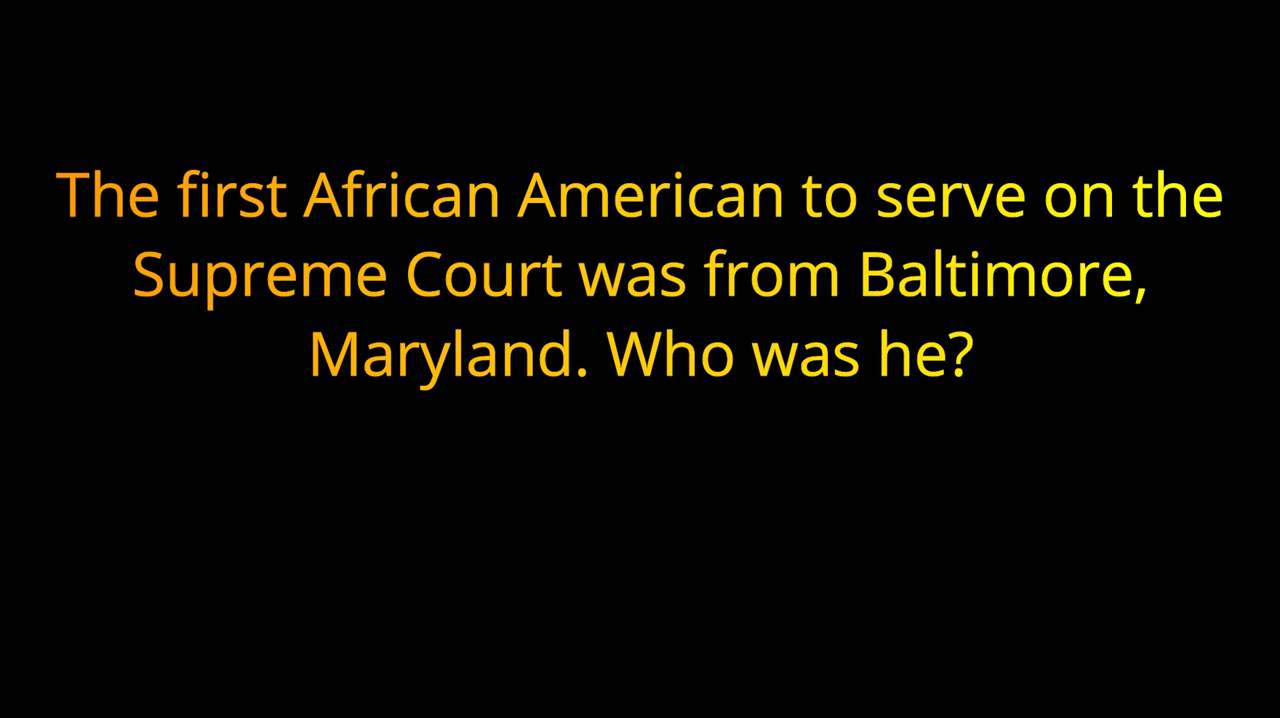 The first African American to serve on the
Supreme Court was from Baltimore,
Maryland. Who was he?